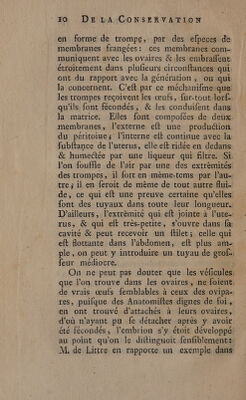 10 DE LA CONSERVATION
en forme de trompe, par des eſpeces de
membranes frangées: ces membranes com-
muniquent avec les ovaires & les embraſſent
étroitement dans pluſieurs circonſtances qui
ont du rapport avec la génération, ou qui
la concernent. C'eſt par ce méchaniſme que
les trompes reçoivent les œufs, ſur-tout lorſ-
qu'ils ſont fécondés, & les conduiſent dans
la matrice. Elles ſont compoſées de deux
membranes, l'externe eſt une production
du péritoine; l'interne eſt continue avec la
ſubſtance de l'uterus, elle eſt ridée en dedans
& humectée par une liqueur qui filtre. Si
l'on ſouffle de l'air par une des extrémités
des trompes, il ſort en même-tems par l'au-
tre; il en ſeroit de même de tout autre flui-
de, ce qui eſt une preuve certaine qu'elles
ſont des tuyaux dans toute leur longueur.
D'ailleurs, l'extrémité qui eſt jointe à l'ute-
rus, & qui eſt très-petite, s'ouvre dans ſa
cavité & peut recevoir un ſtilet; celle qui
eſt flottante dans l'abdomen, eſt plus am-
ple, on peut y introduire un tuyau de groſ-
ſeur médiocre.
On ne peut pas douter que les véſicules
que l'on trouve dans les ovaires, ne ſoient
de vrais œufs ſemblables à ceux des ovipa-
res, puiſque des Anatomiſtes dignes de foi,
en ont trouvé d'attachés à leurs ovaires,
d'où n'ayant pu ſe détacher après y avoir
été fécondés, l'embrion s'y étoit développé
au point qu'on le diſtinguoit ſenſiblement:
M. de Littre en rapporte un exemple dans